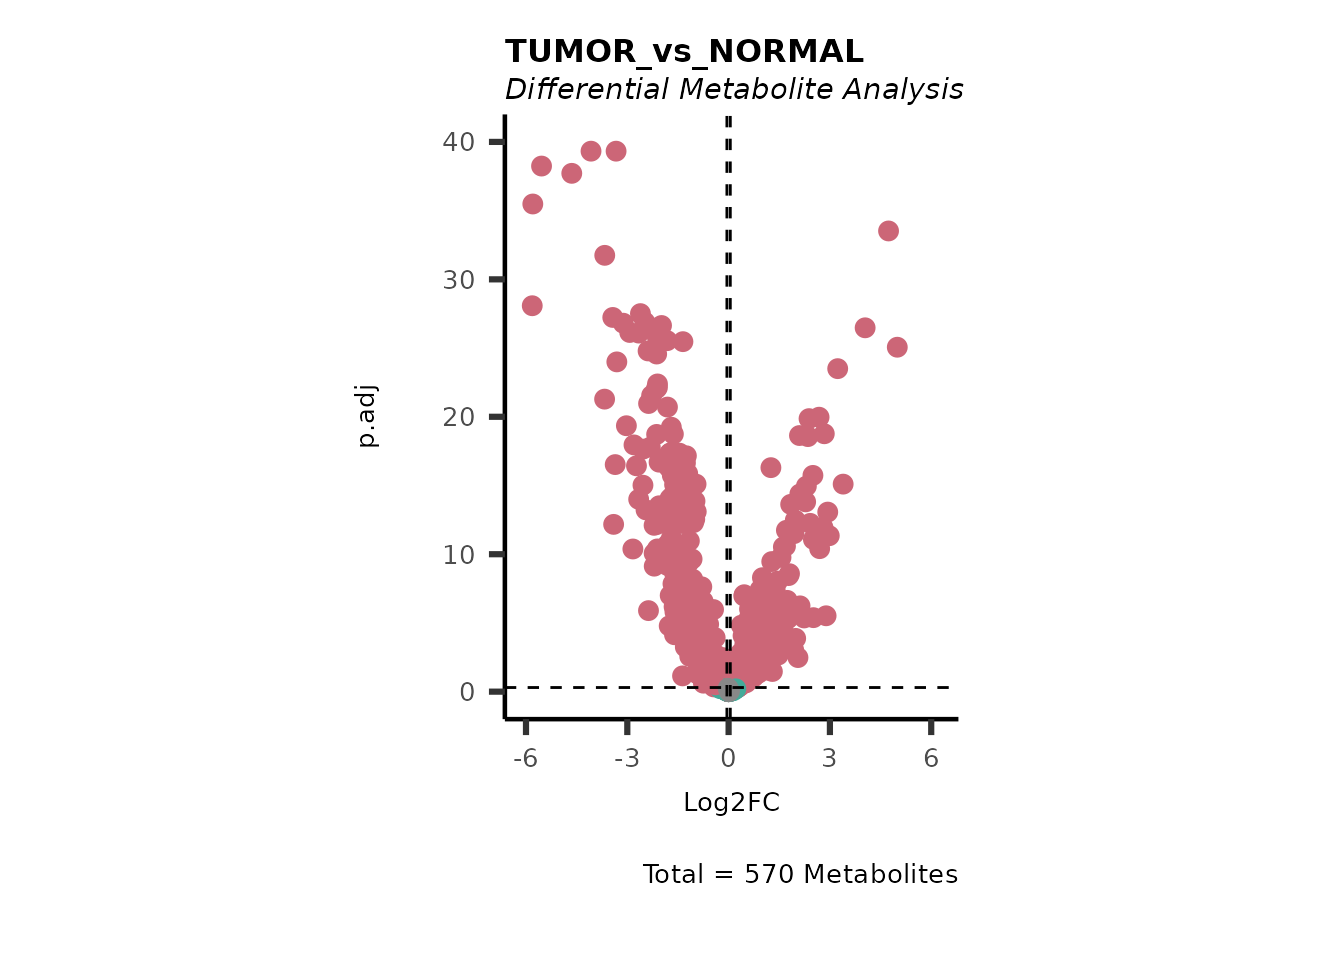 TUMOR_vs_NORMAL
Differential Metabolite Analysis
40
30
20
10
0
p.adj
-6 -3 0 3 6
Log2FC
Total = 570 Metabolites